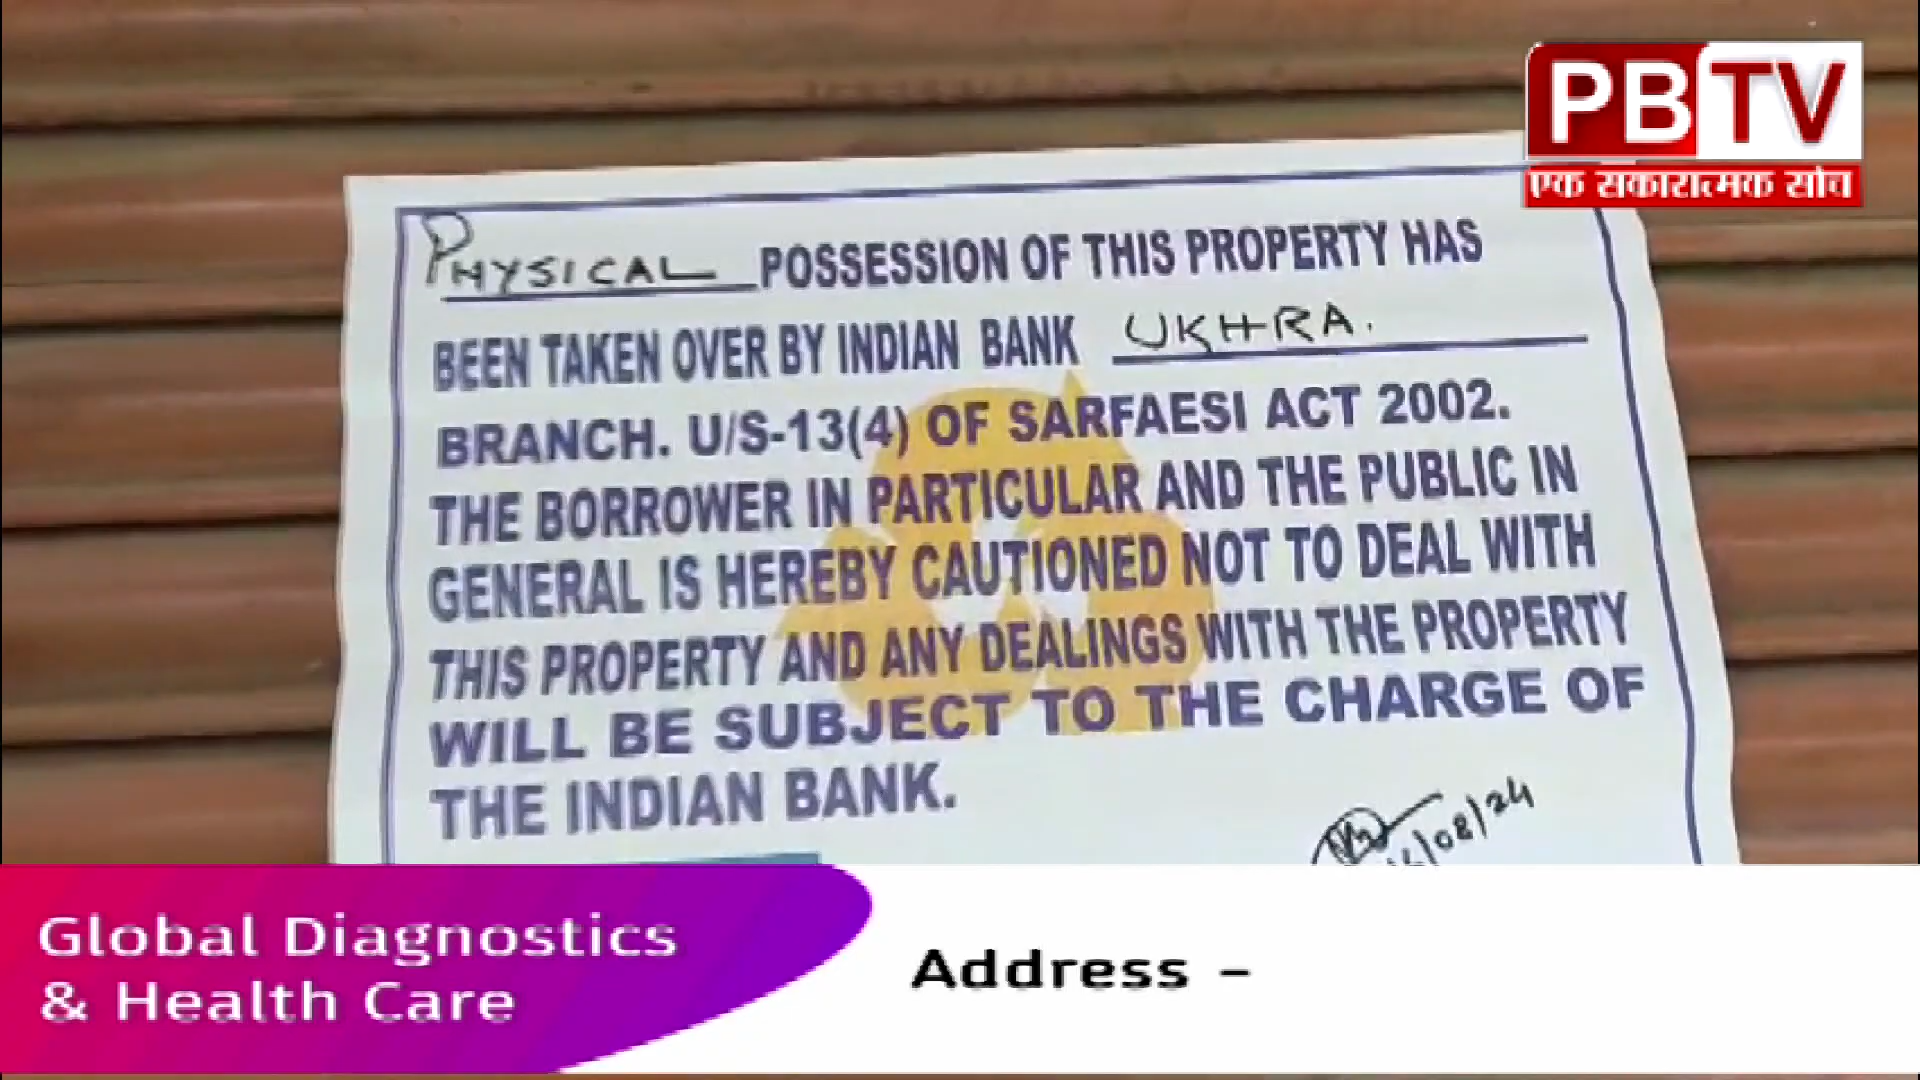 PBTV
एक सकारात्मक सोच
PHYSICAL POSSESSION OF THIS PROPERTY HAS
BEEN TAKEN OVER BY INDIAN BANK UKHRA.
BRANCH. U/S-13(4) OF SARFAESI ACT 2002.
THE BORROWER IN PARTICULAR AND THE PUBLIC IN
GENERAL IS HEREBY CAUTIONED NOT TO DEAL WITH
THIS PROPERTY AND ANY DEALINGS WITH THE PROPERTY
WILL BE SUBJECT TO THE CHARGE OF
THE INDIAN BANK.
/08/24
Global Diagnostics
& Health Care
Address -